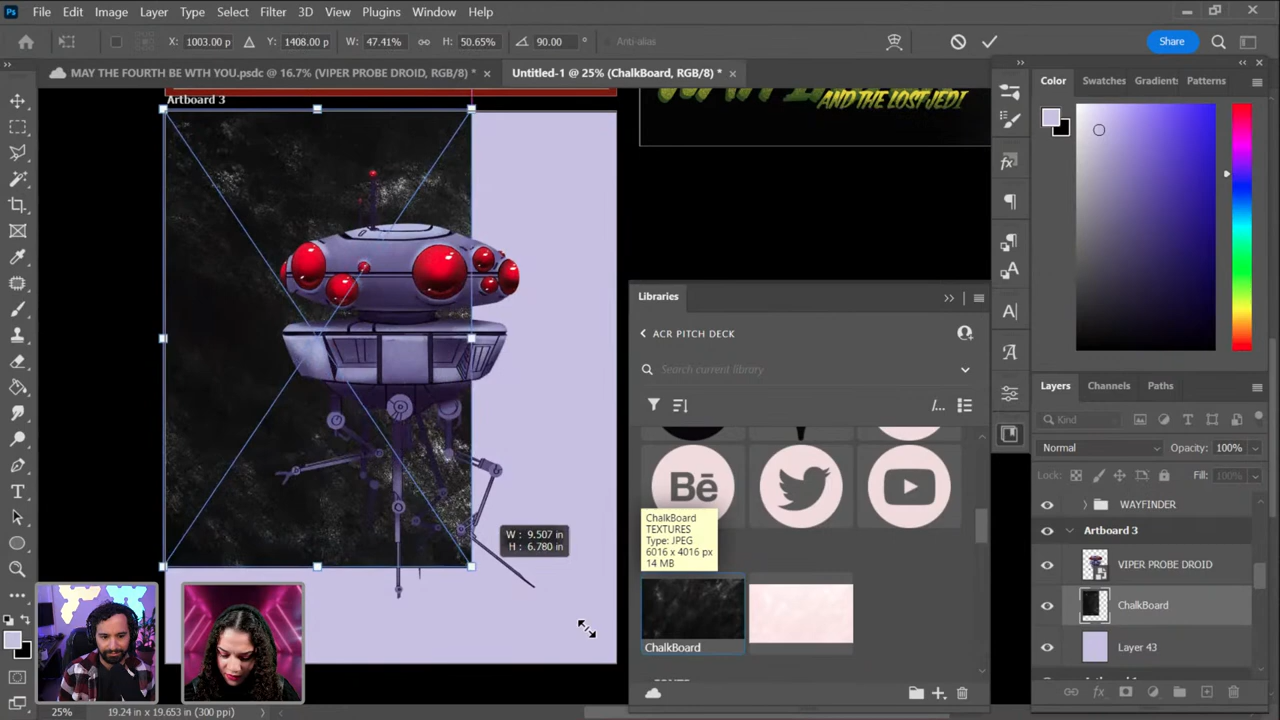 Ps File Edit Image Layer Type Select Filter 3D View Plugins Window Help
X: 1003.00 p Y: 1408.00 p W: 47.41% H: 50.65% 90.00 ° Anti-alias Share
MAY THE FOURTH BE WTH YOU.psdc @ 16.7% (VIPER PROBE DROID, RGB/8) * × Untitled-1 @ 25% (ChalkBoard, RGB/8) * ×
Artboard 3
AND THE LOST JEDI
Color Swatches Gradient: Patterns
Libraries
ACR PITCH DECK
Search current library
Bē
ChalkBoard
TEXTURES
Type: JPEG
6016 x 4016 px
14 MB
ChalkBoard
W : 9.507 in
H : 6.780 in
Layers Channels Paths
Kind
Normal Opacity: 100%
Lock: Fill: 100%
WAYFINDER
Artboard 3
VIPER PROBE DROID
ChalkBoard
Layer 43
fx
25% 19.24 in x 19.653 in (300 ppi)